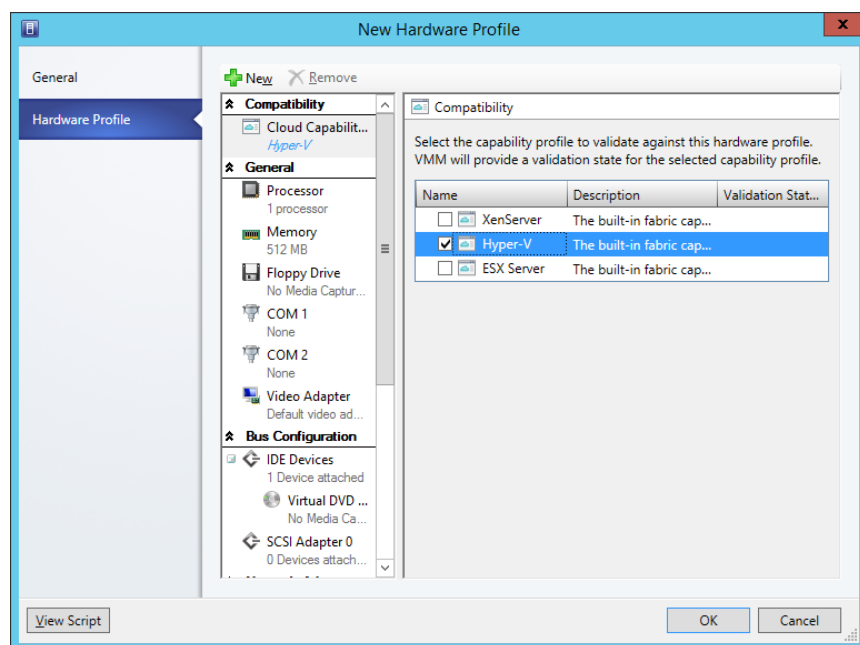 New Hardware Profile
x
General
Hardware Profile
New Remove
Compatibility
Cloud Capabilit...
Hyper-V
General
Processor
1 processor
Memory
512 MB
Floppy Drive
No Media Captur...
COM 1
None
COM 2
None
Video Adapter
Default video ad...
Bus Configuration
IDE Devices
1 Device attached
Virtual DVD ...
No Media Ca...
SCSI Adapter 0
0 Devices attach...
Compatibility
Select the capability profile to validate against this hardware profile.
VMM will provide a validation state for the selected capability profile.
Name Description Validation Stat...
XenServer The built-in fabric cap...
Hyper-V The built-in fabric cap...
ESX Server The built-in fabric cap...
View Script OK Cancel